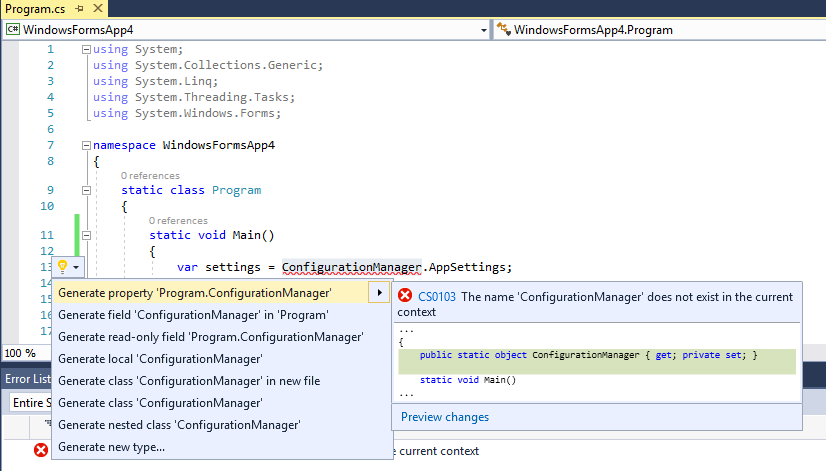 Program.cs
C# WindowsFormsApp4
WindowsFormsApp4.Program
1 using System;
2 using System.Collections.Generic;
3 using System.Linq;
4 using System.Threading.Tasks;
5 using System.Windows.Forms;
6
7 namespace WindowsFormsApp4
8 {
0 references
9 static class Program
10 {
0 references
11 static void Main()
12 {
13 var settings = ConfigurationManager.AppSettings;
14
15
16
17
Generate property 'Program.ConfigurationManager'
Generate field 'ConfigurationManager' in 'Program'
Generate read-only field 'Program.ConfigurationManager'
Generate local 'ConfigurationManager'
Generate class 'ConfigurationManager' in new file
Generate class 'ConfigurationManager'
Generate nested class 'ConfigurationManager'
Generate new type...
CS0103 The name 'ConfigurationManager' does not exist in the current
context
...
{
public static object ConfigurationManager { get; private set; }
static void Main()
...
Preview changes
100 %
Error List
Entire S
e current context